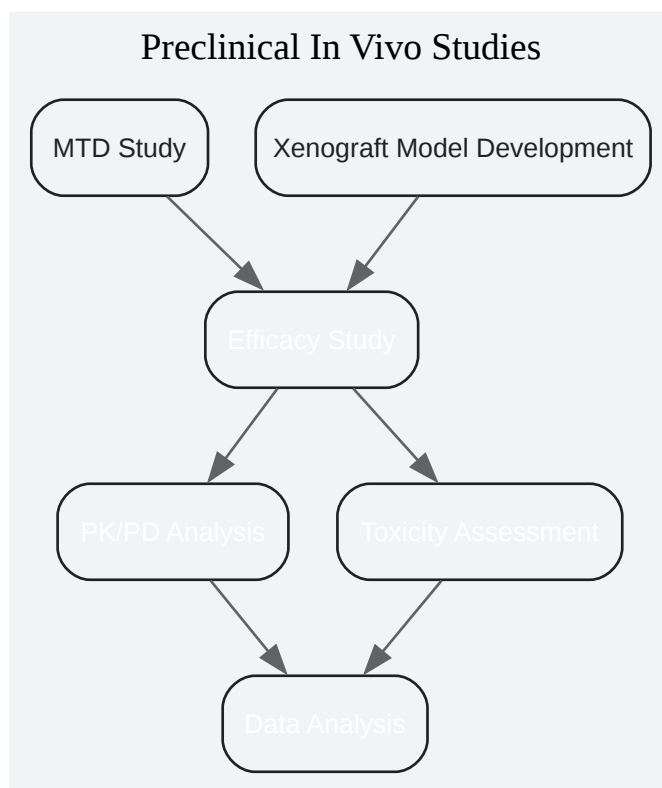 Preclinical In Vivo Studies
MTD Study
Xenograft Model Development
Efficacy Study
PK/PD Analysis
Toxicity Assessment
Data Analysis